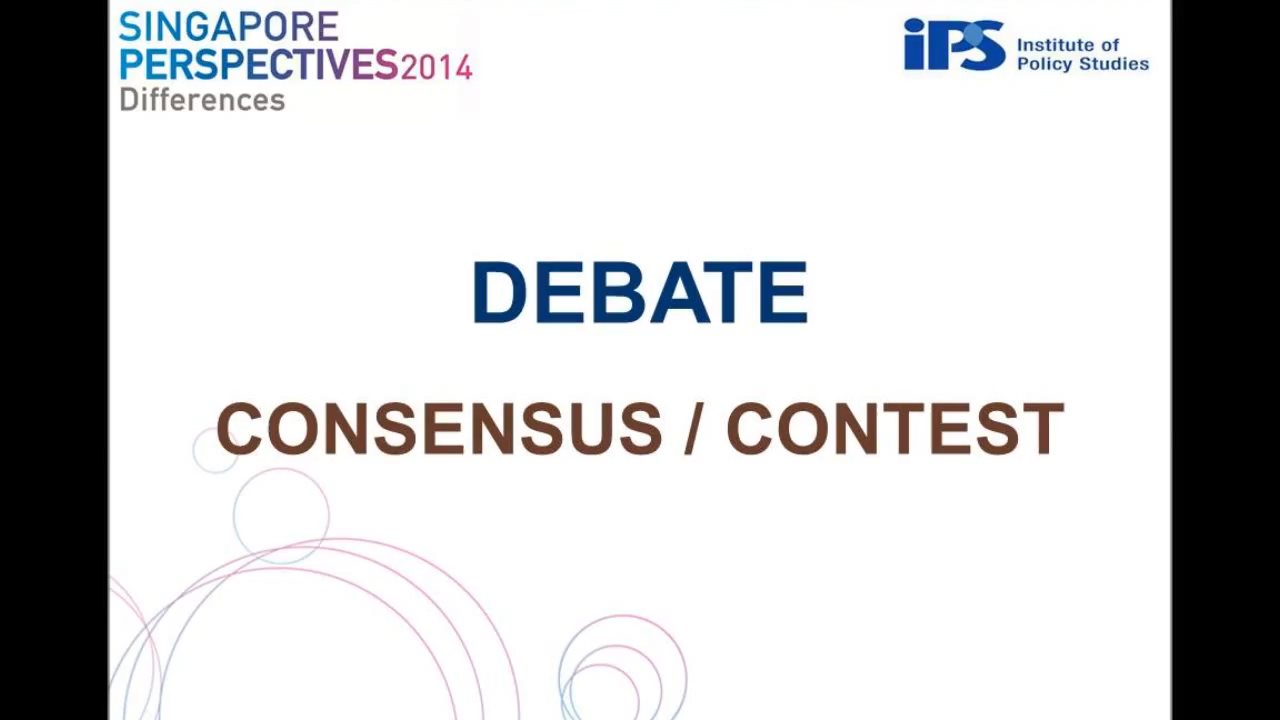 SINGAPORE
PERSPECTIVES2014
Differences
iPS Institute of
Policy Studies
DEBATE
CONSENSUS / CONTEST